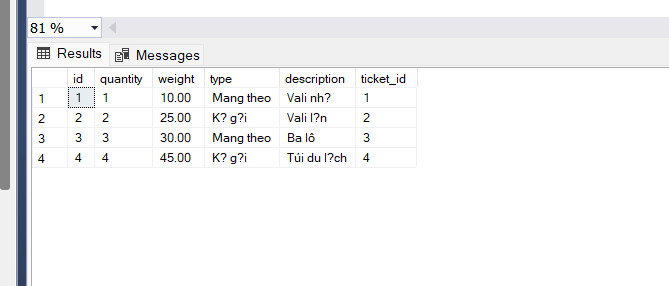 81 %
Results Messages
id quantity weight type description ticket_id
1 1 1 10.00 Mang theo Vali nh? 1
2 2 2 25.00 K? g?i Vali l?n 2
3 3 3 30.00 Mang theo Ba lô 3
4 4 4 45.00 K? g?i Túi du l?ch 4